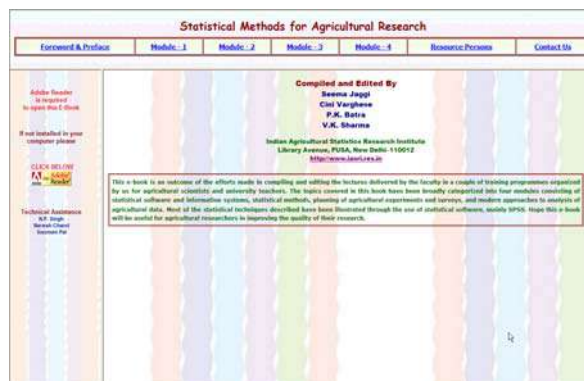 Statistical Methods for Agricultural Research
Foreword & Preface
Module - 1
Module - 2
Module - 3
Module - 4
Resource Persons
Contact Us
Adobe Reader
is required
to open this E-Book
If not installed in your
computer please
CLICK BELOW
Get Adobe
Reader
Technical Assistance
N.P. Singh
Naresh Chand
Compiled and Edited By
Seema Jaggi
Cini Varghese
P.K. Batra
V.K. Sharma
Indian Agricultural Statistics Research Institute
Library Avenue, PUSA, New Delhi-110012
http:www.iasri.res.in
This e-book is an outcome of the efforts made in compiling and editing the lectures delivered by the faculty in a couple of training programmes organized
by us for agricultural scientists and university teachers. The topics covered in this book have been broadly categorized into four modules consisting of
statistical software and information systems, statistical methods, planning of agricultural experiments and surveys, and modern approaches to analysis of
agricultural data. Most of the statistical techniques described have been illustrated through the use of statistical software, mainly SPSS. Hope this e-book
will be useful for agricultural researchers in improving the quality of their research.